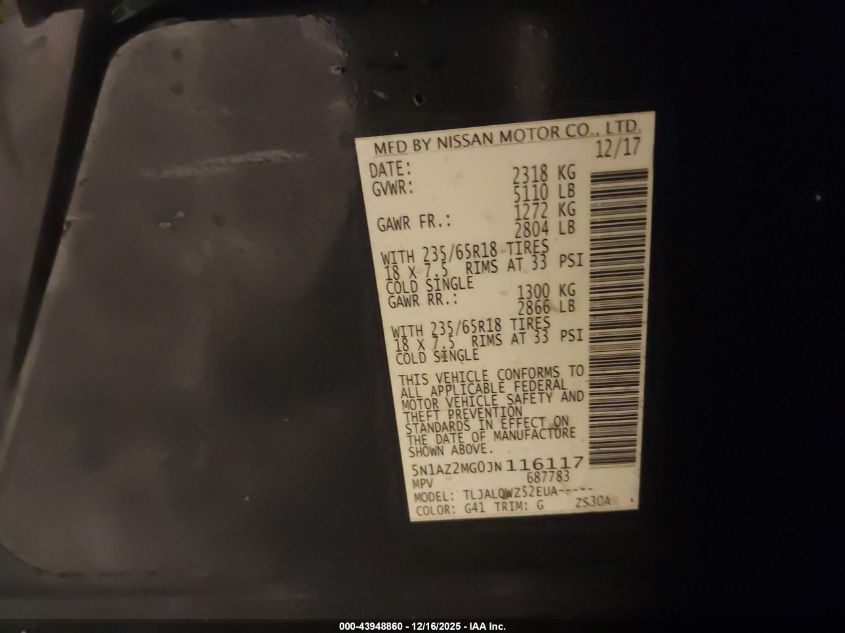 MFD BY NISSAN MOTOR CO., LTD.
DATE: 12/17
GVWR: 2318 KG
5110 LB
GAWR FR.: 1272 KG
2804 LB
WITH 235/65R18 TIRES
18 X 7.5 RIMS AT 33 PSI
COLD SINGLE
GAWR RR.: 1300 KG
2866 LB
WITH 235/65R18 TIRES
18 X 7.5 RIMS AT 33 PSI
COLD SINGLE
THIS VEHICLE CONFORMS TO
ALL APPLICABLE FEDERAL
MOTOR VEHICLE SAFETY AND
THEFT PREVENTION
STANDARDS IN EFFECT ON
THE DATE OF MANUFACTORE
SHOWN ABOVE.
5N1AZ2MG0JN116117
MPV 687783
MODEL: TLJALQWZ52EUA-----
COLOR: G41 TRIM: G ZS30A
000-43948860 - 12/16/2025 - IAA Inc.